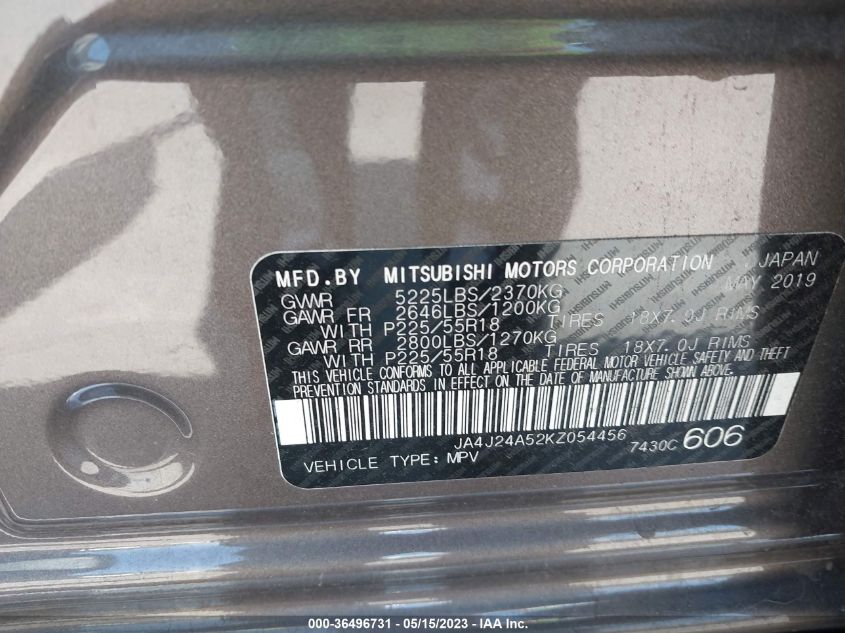 MFD.BY MITSUBISHI MOTORS CORPORATION JAPAN
GVWR 5225LBS/2370KG MAY 2019
GAWR FR 2646LBS/1200KG
WITH P225/55R18 TIRES 18X7.0J RIMS
GAWR RR 2800LBS/1270KG
WITH P225/55R18 TIRES 18X7.0J RIMS
THIS VEHICLE CONFORMS TO ALL APPLICABLE FEDERAL MOTOR VEHICLE SAFETY AND THEFT
PREVENTION STANDARDS IN EFFECT ON THE DATE OF MANUFACTURE SHOWN ABOVE.
JA4J24A52KZ054456
VEHICLE TYPE: MPV 7430C 606
000-36496731 - 05/15/2023 - IAA Inc.